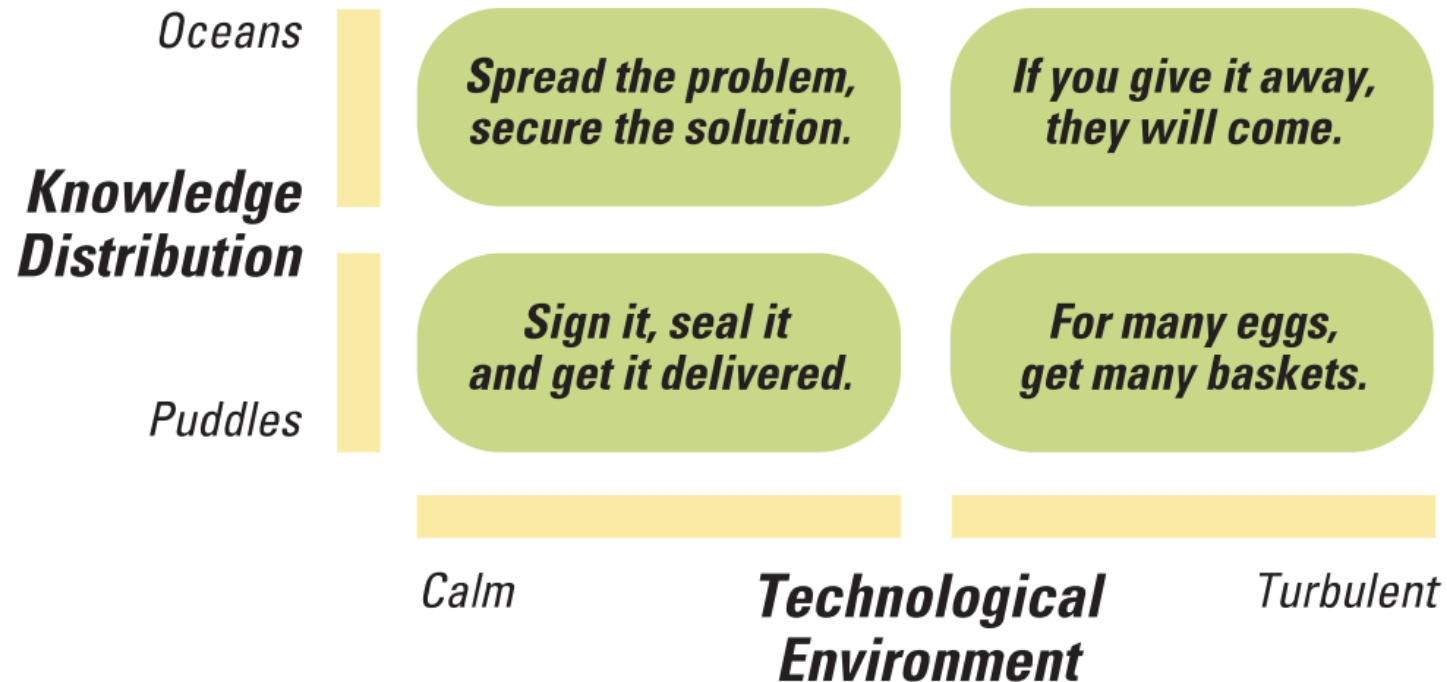 Oceans
Spread the problem,
secure the solution.
If you give it away,
they will come.
Knowledge
Distribution
Sign it, seal it
and get it delivered.
For many eggs,
get many baskets.
Puddles
Calm
Technological
Environment
Turbulent